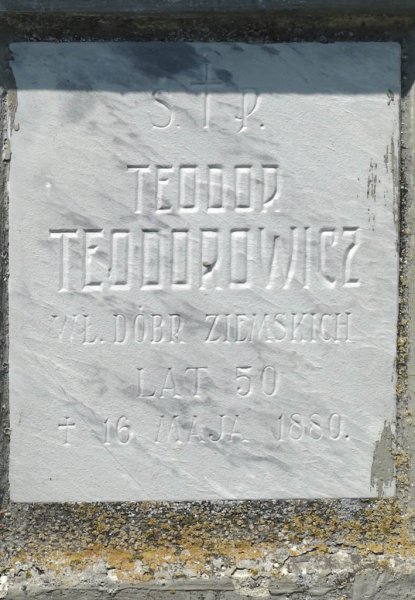 S. † P.
TEODOR
TEODOROWICZ
WŁ. DÓBR ZIEMSKICH
LAT 50
† 16 MAJA 1880.